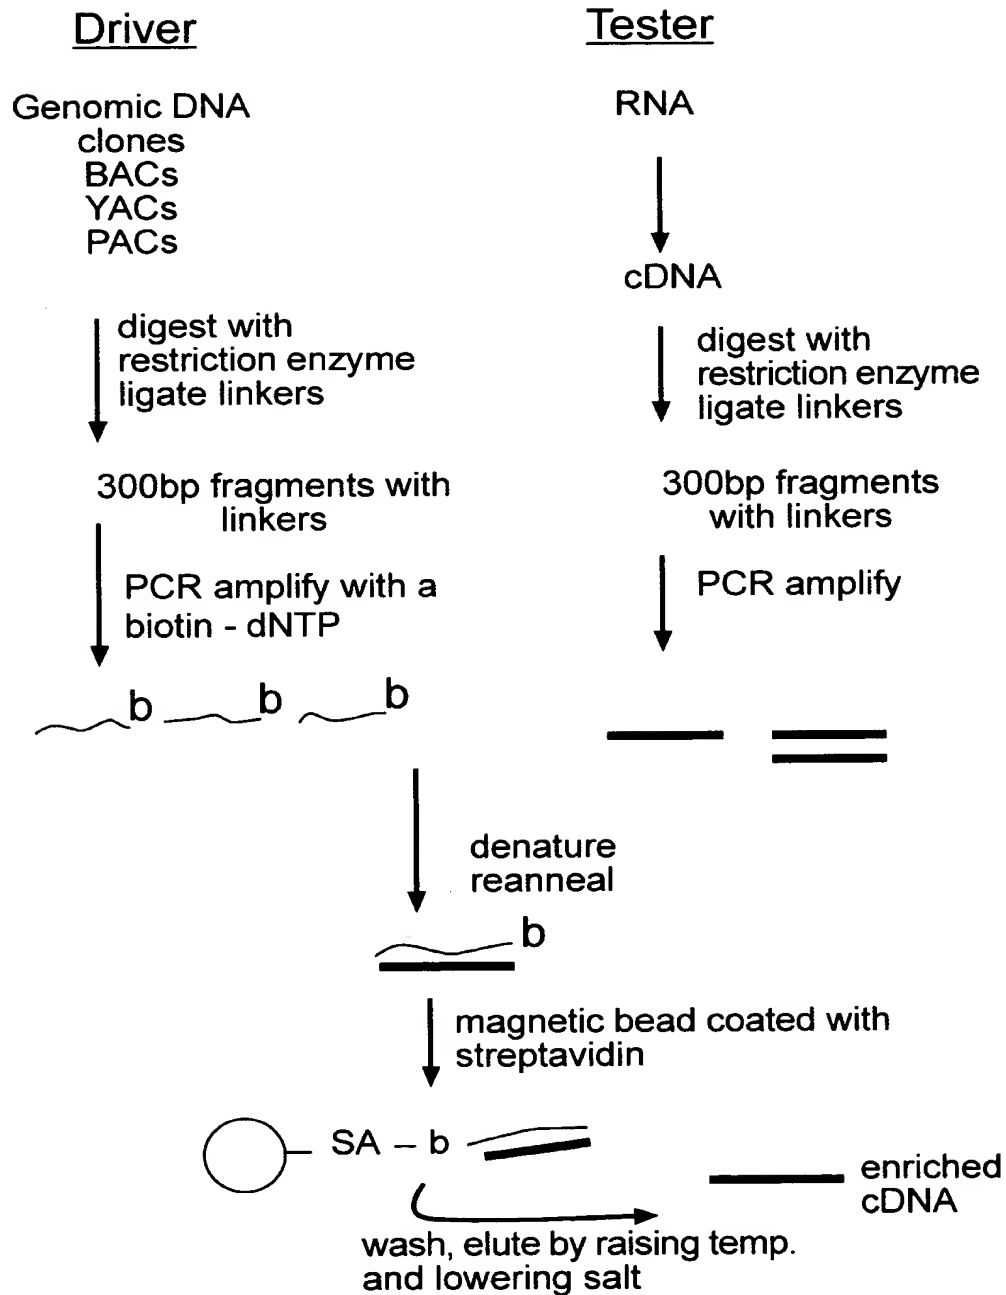 Driver
Genomic DNA
clones
BACs
YACs
PACs
digest with
restriction enzyme
ligate linkers
300bp fragments with
linkers
PCR amplify with a
biotin - dNTP
b
b
b
Tester
RNA
cDNA
digest with
restriction enzyme
ligate linkers
300bp fragments
with linkers
PCR amplify
denature
reanneal
b
magnetic bead coated with
streptavidin
SA – b
enriched
cDNA
wash, elute by raising temp.
and lowering salt